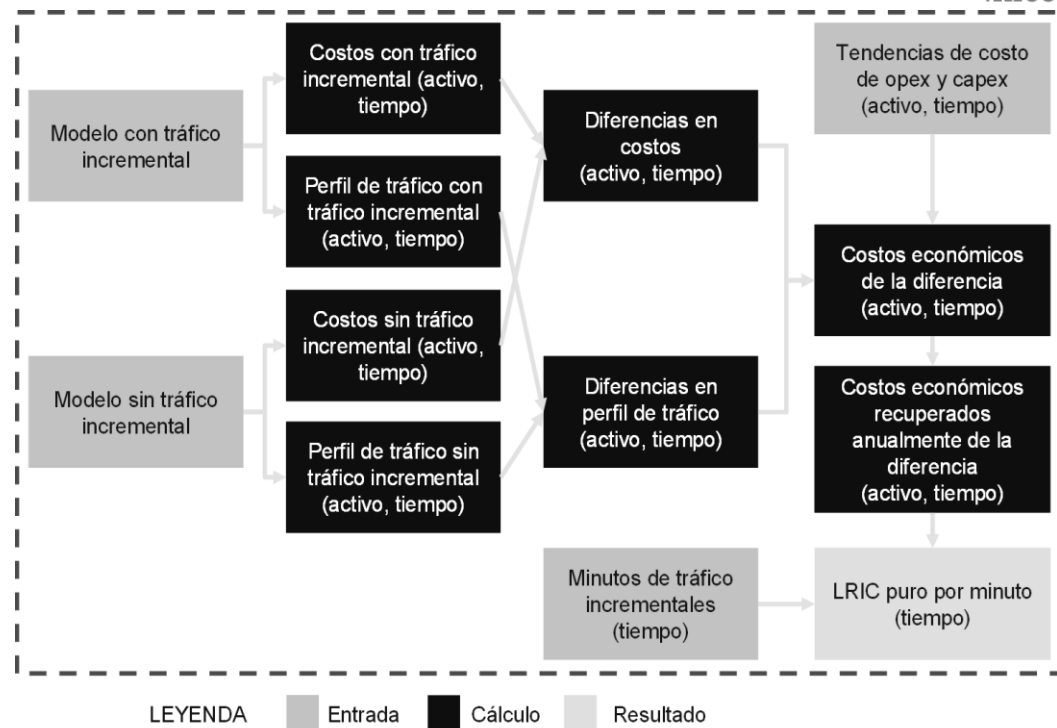 Modelo con tráfico
incremental
Modelo sin tráfico
incremental
Costos con tráfico
incremental (activo,
tiempo)
Perfil de tráfico con
tráfico incremental
(activo, tiempo)
Costos sin tráfico
incremental (activo,
tiempo)
Perfil de tráfico sin
tráfico incremental
(activo, tiempo)
Diferencias en
costos
(activo, tiempo)
Diferencias en
perfil de tráfico
(activo, tiempo)
Minutos de tráfico
incrementales
(tiempo)
Tendencias de costo
de opex y capex
(activo, tiempo)
Costos económicos
de la diferencia
(activo, tiempo)
Costos económicos
recuperados
anualmente de la
diferencia
(activo, tiempo)
LRIC puro por minuto
(tiempo)
LEYENDA
Entrada
Cálculo
Resultado